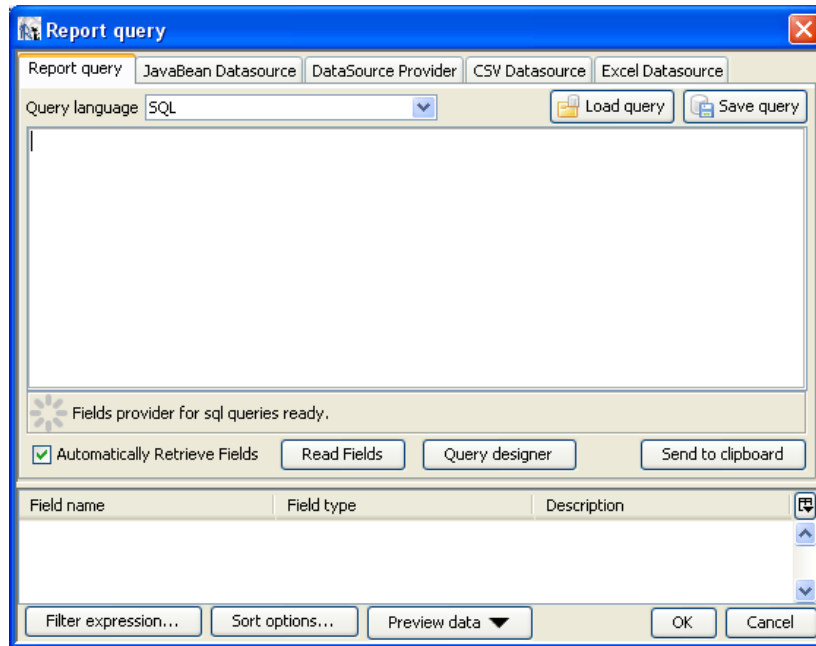 Report query
Report query JavaBean Datasource DataSource Provider CSV Datasource Excel Datasource
Query language SQL Load query Save query
Fields provider for sql queries ready.
Automatically Retrieve Fields Read Fields Query designer Send to clipboard
Field name Field type Description
Filter expression... Sort options... Preview data OK Cancel